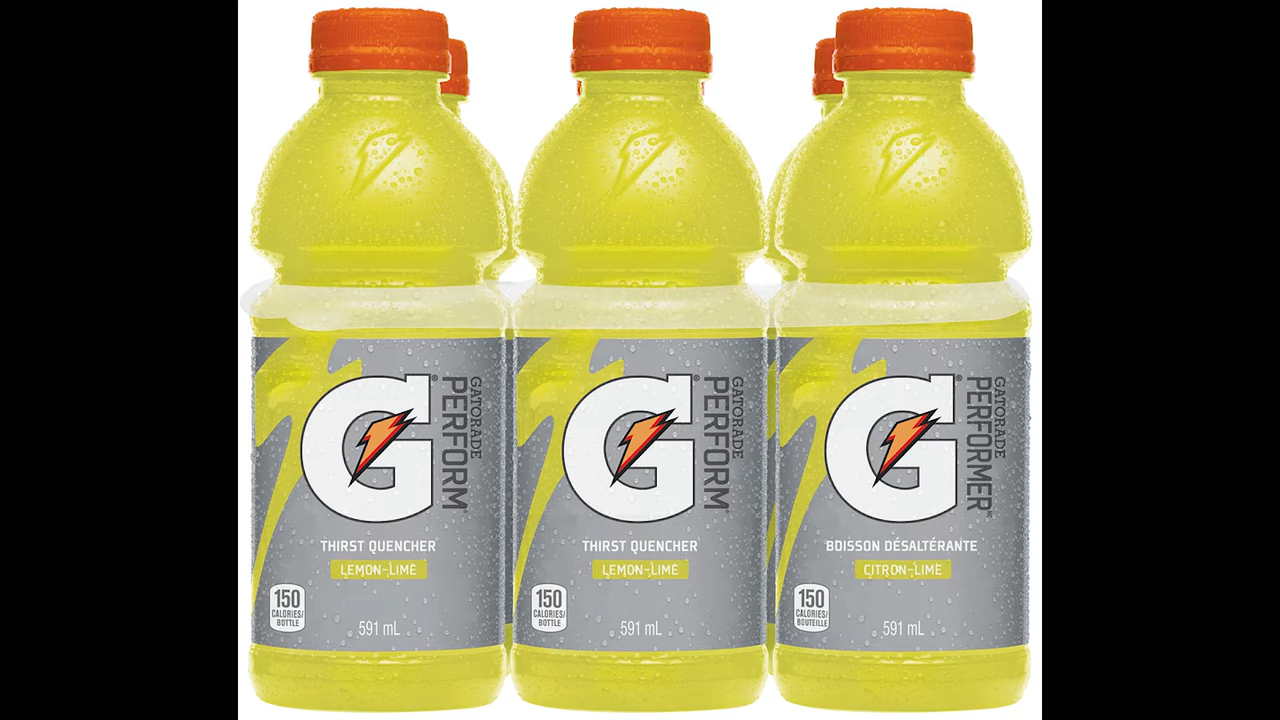 G
GATORADE
PERFORM
THIRST QUENCHER
LEMON-LIME
150
CALORIES/
BOTTLE
591 mL
G
GATORADE
PERFORM
THIRST QUENCHER
LEMON-LIME
150
CALORIES/
BOTTLE
591 mL
G
GATORADE
PERFORMER
BOISSON DÉSALTÉRANTE
CITRON-LIME
150
CALORIES/
BOUTEILLE
591 mL